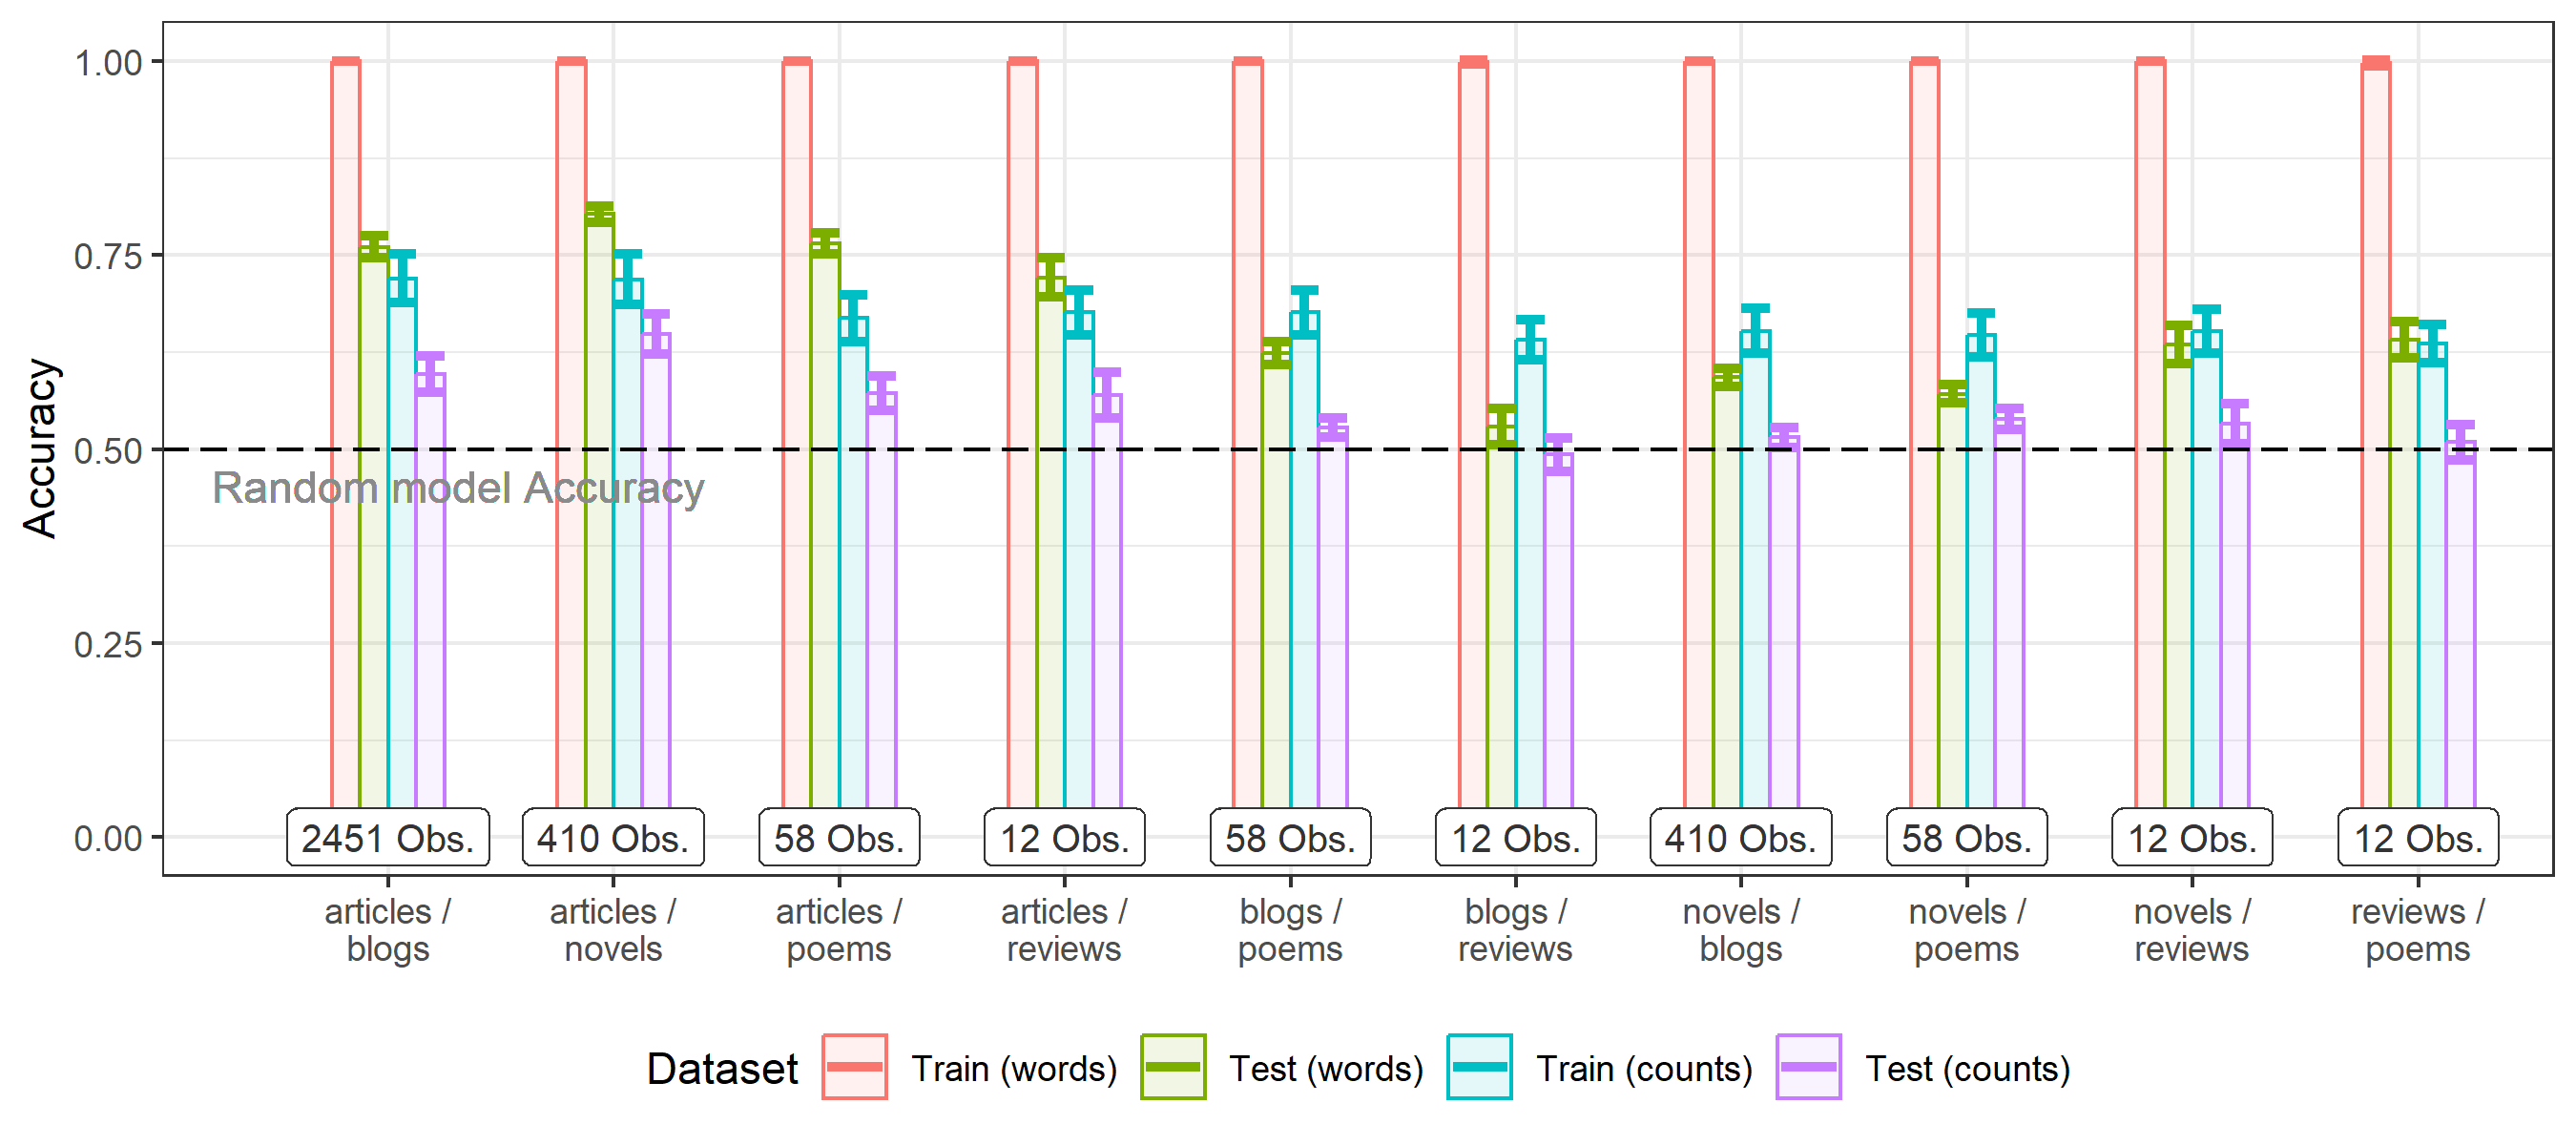 Accuracy
1.00
0.75
0.50
0.25
0.00
Random model Accuracy
2451 Obs.
410 Obs.
58 Obs.
12 Obs.
58 Obs.
12 Obs.
410 Obs.
58 Obs.
12 Obs.
12 Obs.
articles /
blogs
articles /
novels
articles /
poems
articles /
reviews
blogs /
poems
blogs /
reviews
novels /
blogs
novels /
poems
novels /
reviews
reviews /
poems
Dataset
Train (words)
Test (words)
Train (counts)
Test (counts)